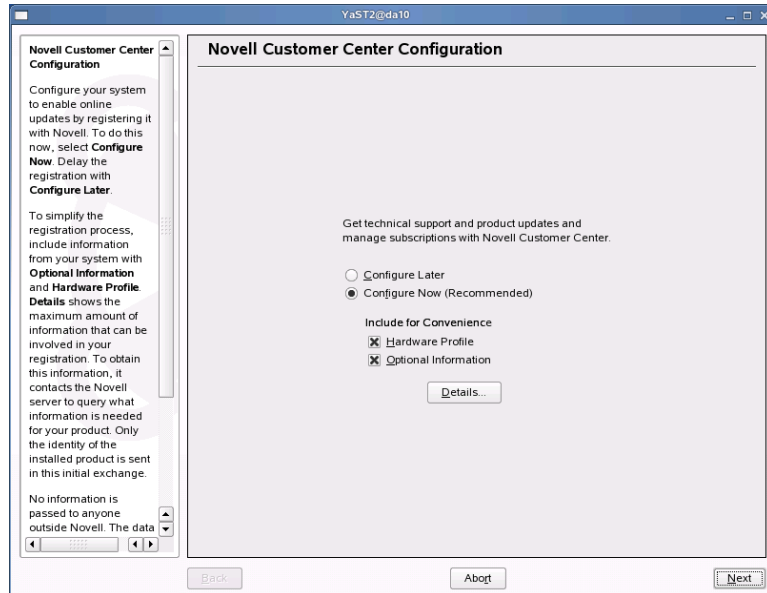 YaST2@da10
Novell Customer Center
Configuration
Configure your system
to enable online
updates by registering it
with Novell. To do this
now, select Configure
Now. Delay the
registration with
Configure Later.
To simplify the
registration process,
include information
from your system with
Optional Information
and Hardware Profile.
Details shows the
maximum amount of
information that can be
involved in your
registration. To obtain
this information, it
contacts the Novell
server to query what
information is needed
for your product. Only
the identity of the
installed product is sent
in this initial exchange.
No information is
passed to anyone
outside Novell. The data
Novell Customer Center Configuration
Get technical support and product updates and
manage subscriptions with Novell Customer Center.
Configure Later
Configure Now (Recommended)
Include for Convenience
Hardware Profile
Optional Information
Details...
Back
Abort
Next